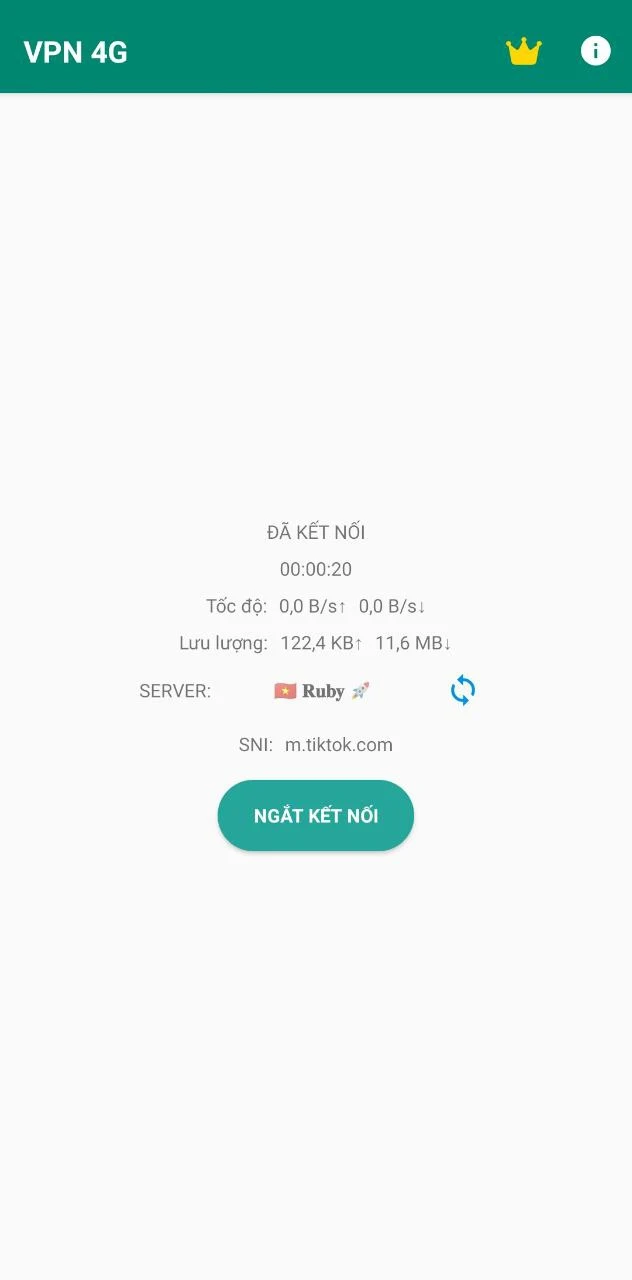 VPN 4G
ĐÃ KẾT NỐI
00:00:20
Tốc độ: 0,0 B/s↑ 0,0 B/s↓
Lưu lượng: 122,4 KB↑ 11,6 MB↓
SERVER: 🇻🇳 Ruby 🚀
SNI: m.tiktok.com
NGẮT KẾT NỐI